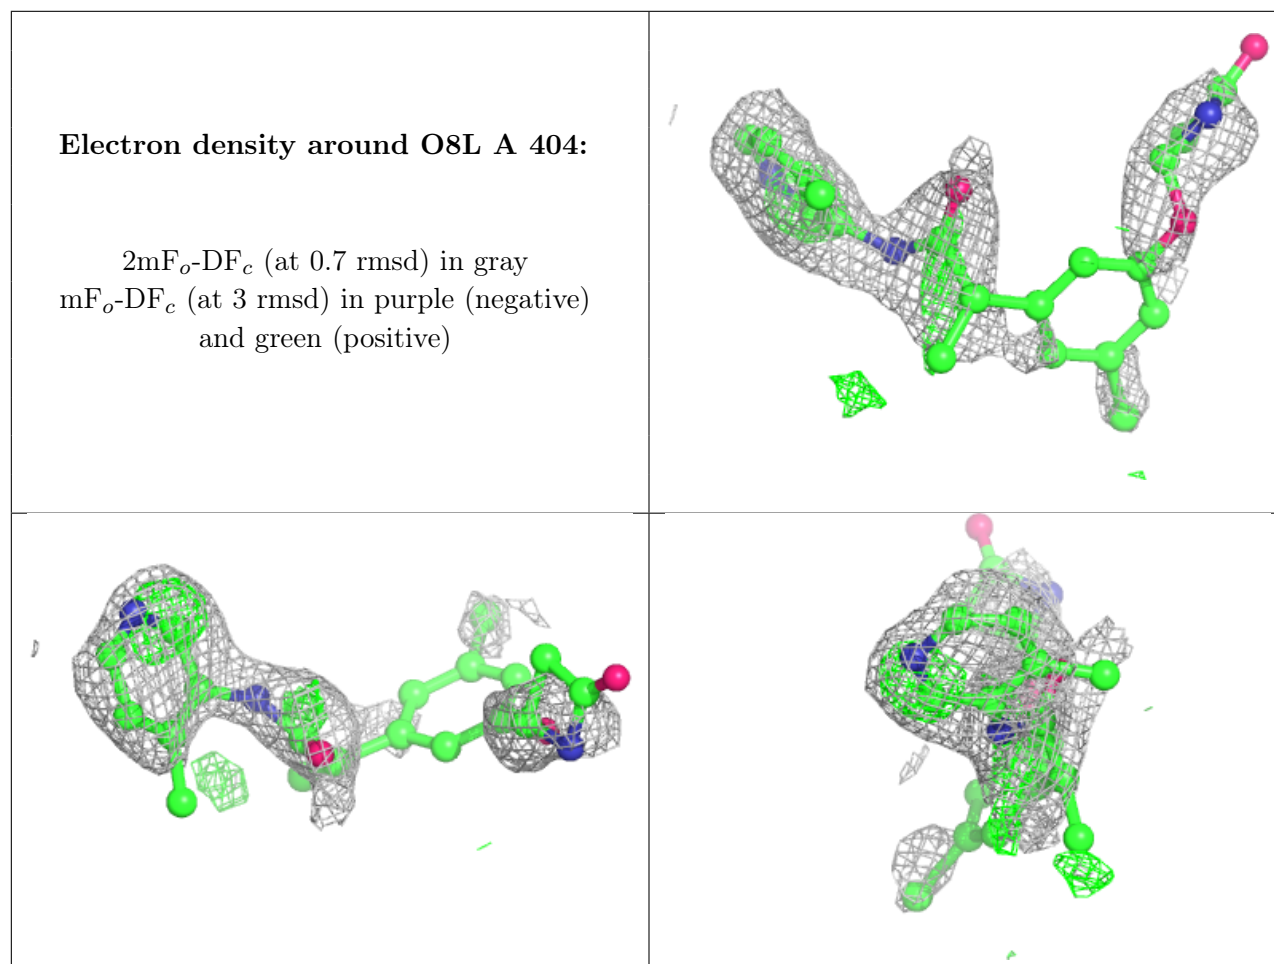 Electron density around O8L A 404:
2mFo-DFc (at 0.7 rmsd) in gray
mFo-DFc (at 3 rmsd) in purple (negative)
and green (positive)